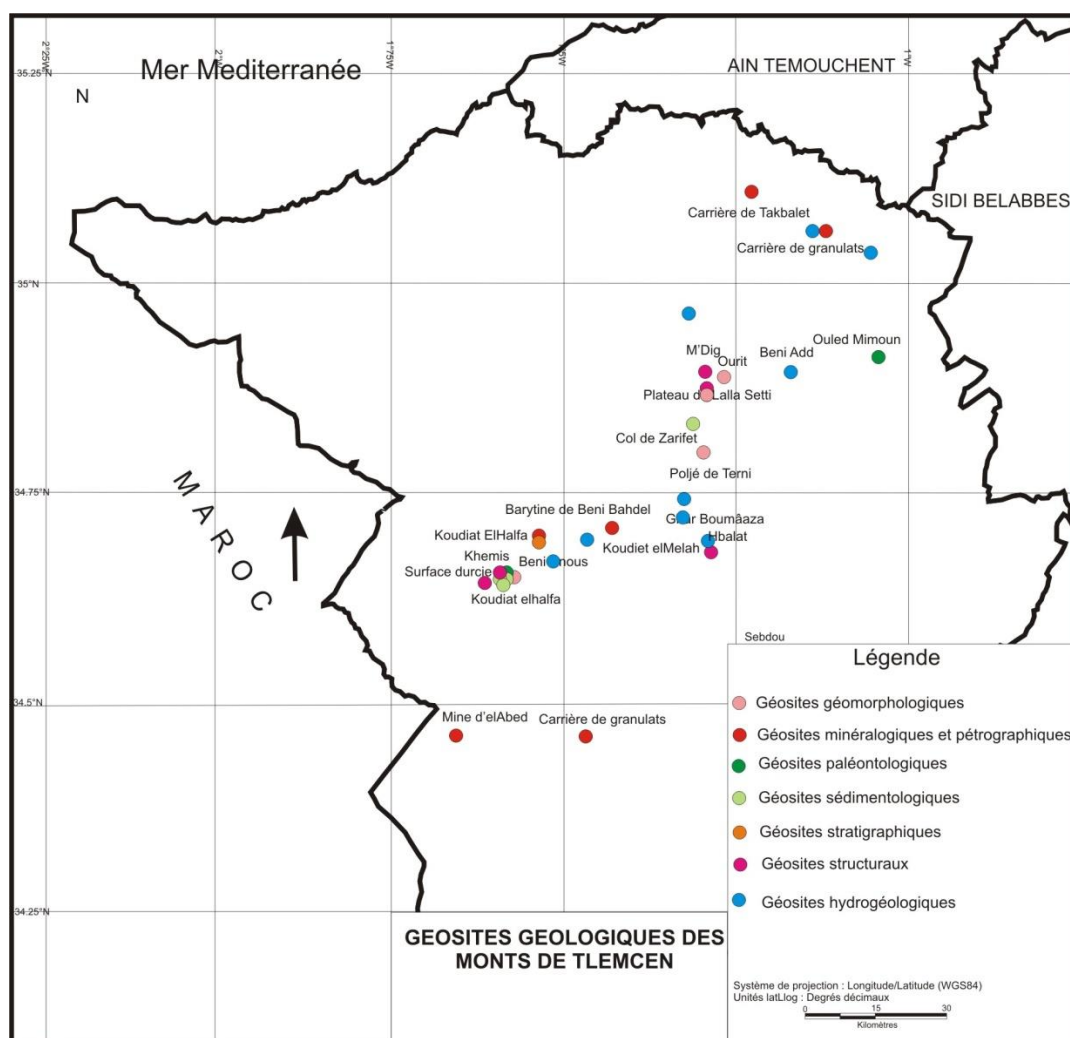 2°25W
2°W
1°75W
1°W
35.25°N
Mer Mediterranée
AIN TEMOUCHENT
N
SIDI BELABBES
Carrière de Takbalet
Carrière de granulats
35°N
M'Dig
Ourit
Beni Add
Ouled Mimoun
Plateau de Lalla Setti
Col de Zarifet
Poljé de Terni
34.75°N
MAROC
Barytine de Beni Bahdel
Koudiat ElHalfa
Ghar Boumâaza
Hbalat
Koudiet elMelah
Khemis
Surface durcie
Koudiat elhalfa
Sebdou
34.5°N
Mine d'elAbed
Carrière de granulats
Légende
Géosites géomorphologiques
Géosites minéralogiques et pétrographiques
Géosites paléontologiques
Géosites sédimentologiques
Géosites stratigraphiques
Géosites structuraux
Géosites hydrogéologiques
34.25°N
GEOSITES GEOLOGIQUES DES
MONTS DE TLEMCEN
Système de projection : Longitude/Latitude (WGS84)
Unités latLlog : Degrés décimaux
0 15 30
Kilomètres